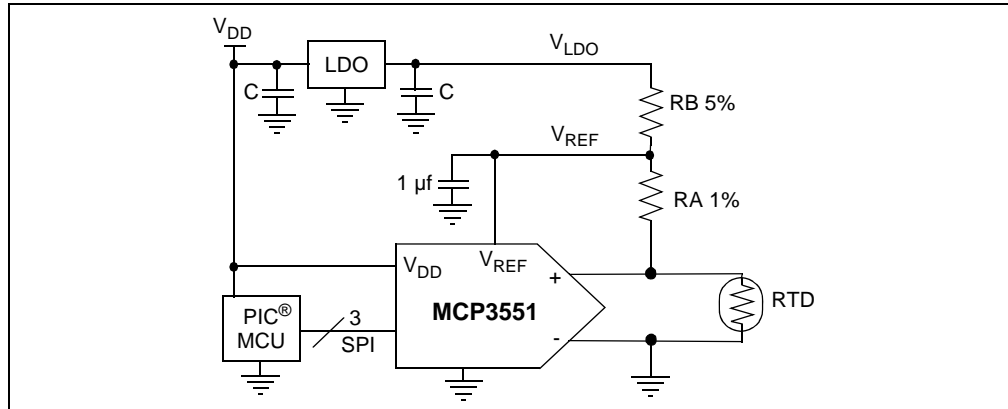 VDD
LDO
VLDO
C
C
RB 5%
VREF
1 µf
RA 1%
VDD
VREF
+
MCP3551
RTD
PIC®
MCU
3
SPI
-